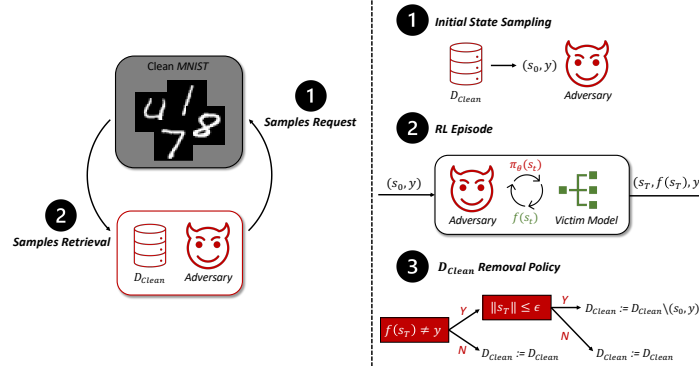 Clean MNIST
4 1 8 7
1
Samples Request
2
Samples Retrieval
D_Clean
Adversary
1 Initial State Sampling
(s_0, y)
D_Clean
Adversary
2 RL Episode
(s_0, y)
π_θ(s_t)
f(s_t)
Adversary
Victim Model
(s_T, f(s_T), y)
3 D_Clean Removal Policy
f(s_T) ≠ y
Y
‖s_T‖ ≤ ϵ
Y
D_Clean := D_Clean\(s_0, y)
N
D_Clean := D_Clean
N
D_Clean := D_Clean